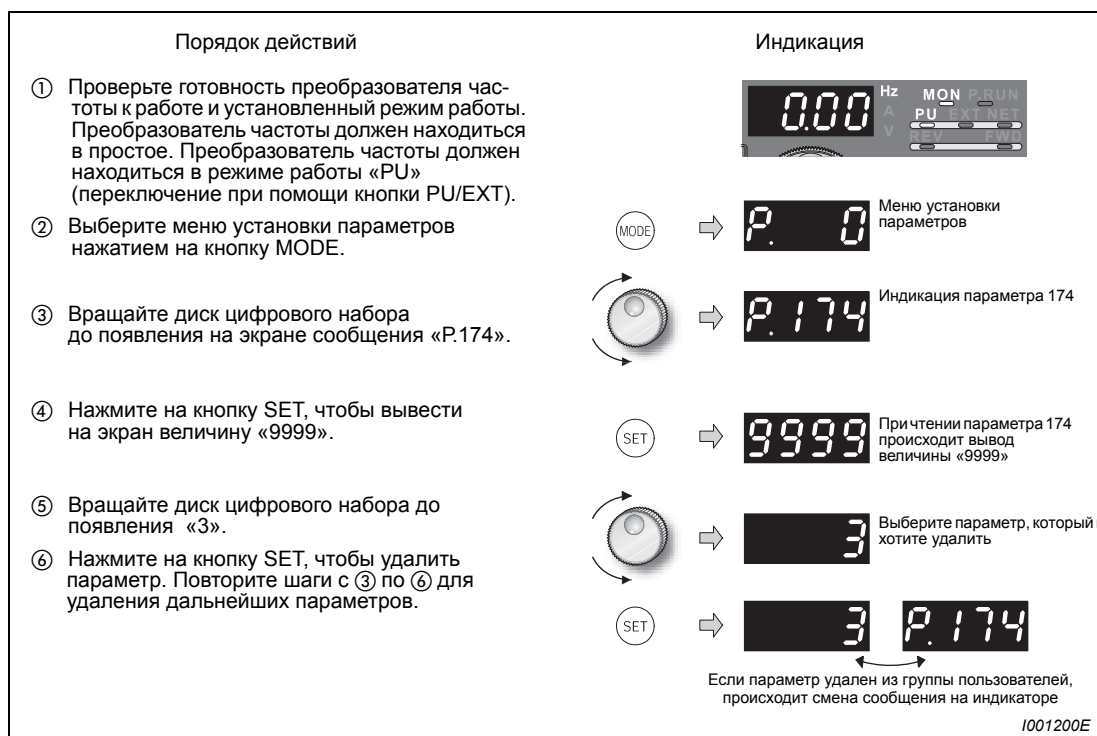 Порядок действий
Индикация
① Проверьте готовность преобразователя час-
тоты к работе и установленный режим работы.
Преобразователь частоты должен находиться
в простое. Преобразователь частоты должен
находиться в режиме работы «PU»
(переключение при помощи кнопки PU/EXT).
0.00 Hz MON P.RUN
A PU EXT NET
V REV FWD
② Выберите меню установки параметров
нажатием на кнопку MODE.
MODE
P. 0
Меню установки
параметров
③ Вращайте диск цифрового набора
до появления на экране сообщения «P.174».
P.174
Индикация параметра 174
④ Нажмите на кнопку SET, чтобы вывести
на экран величину «9999».
SET
9999
При чтении параметра 174
происходит вывод
величины «9999»
⑤ Вращайте диск цифрового набора до
появления «3».
3
Выберите параметр, который
хотите удалить
⑥ Нажмите на кнопку SET, чтобы удалить
параметр. Повторите шаги с ③ по ⑥ для
удаления дальнейших параметров.
SET
3 P.174
Если параметр удален из группы пользователей,
происходит смена сообщения на индикаторе
I001200E